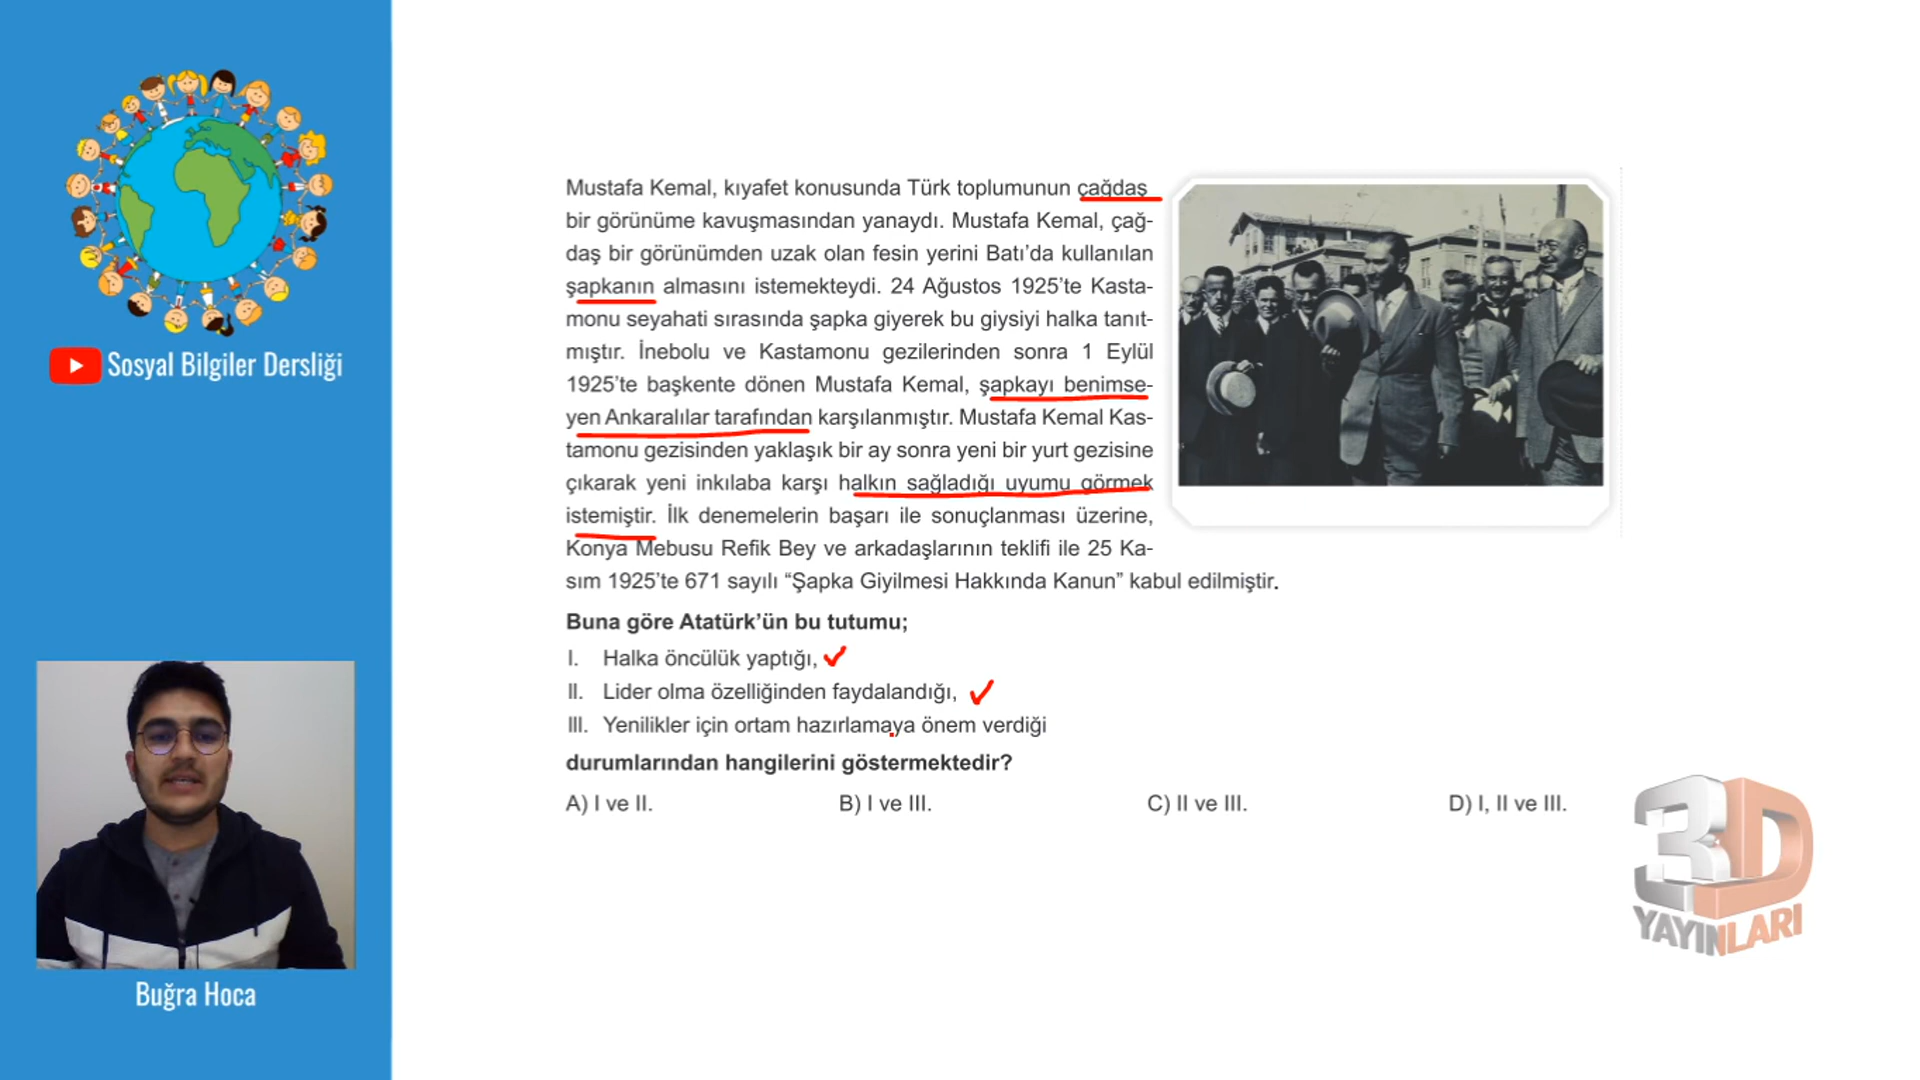 Sosyal Bilgiler Dersliği
Buğra Hoca
Mustafa Kemal, kıyafet konusunda Türk toplumunun çağdaş
bir görünüme kavuşmasından yanaydı. Mustafa Kemal, çağ-
daş bir görünümden uzak olan fesin yerini Batı’da kullanılan
şapkanın almasını istemekteydi. 24 Ağustos 1925’te Kasta-
monu seyahati sırasında şapka giyerek bu giysiyi halka tanıt-
mıştır. İnebolu ve Kastamonu gezilerinden sonra 1 Eylül
1925’te başkente dönen Mustafa Kemal, şapkayı benimse-
yen Ankaralılar tarafından karşılanmıştır. Mustafa Kemal Kas-
tamonu gezisinden yaklaşık bir ay sonra yeni bir yurt gezisine
çıkarak yeni inkılaba karşı halkın sağladığı uyumu görmek
istemiştir. İlk denemelerin başarı ile sonuçlanması üzerine,
Konya Mebusu Refik Bey ve arkadaşlarının teklifi ile 25 Ka-
sım 1925’te 671 sayılı “Şapka Giyilmesi Hakkında Kanun” kabul edilmiştir.
Buna göre Atatürk’ün bu tutumu;
I. Halka öncülük yaptığı,
II. Lider olma özelliğinden faydalandığı,
III. Yenilikler için ortam hazırlamaya önem verdiği
durumlarından hangilerini göstermektedir?
A) I ve II. B) I ve III. C) II ve III. D) I, II ve III.
3D
YAYINLARI